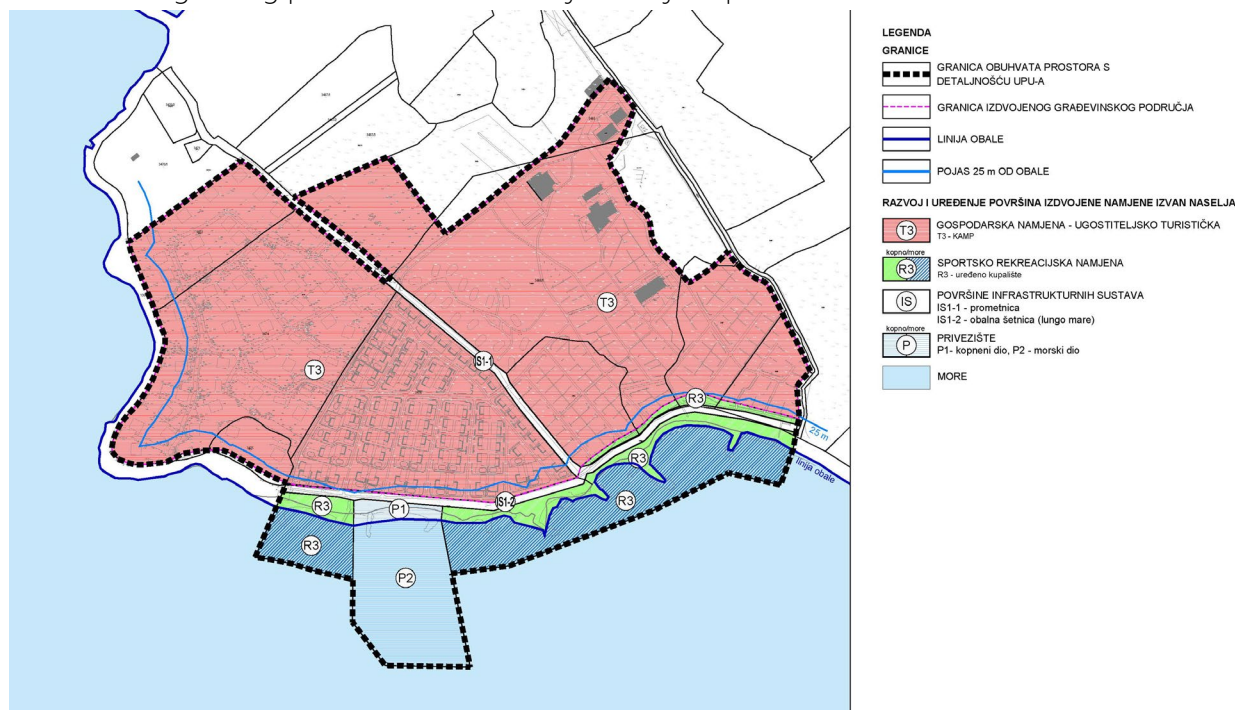 LEGENDA
GRANICE
GRANICA OBUHVATA PROSTORA S
DETALJNOŠĆU UPU-A
GRANICA IZDVOJENOG GRAĐEVINSKOG PODRUČJA
LINIJA OBALE
POJAS 25 m OD OBALE
RAZVOJ I UREĐENJE POVRŠINA IZDVOJENE NAMJENE IZVAN NASELJA
T3
GOSPODARSKA NAMJENA - UGOSTITELJSKO TURISTIČKA
T3 - KAMP
kopno/more
R3
SPORTSKO REKREACIJSKA NAMJENA
R3 - uređeno kupalište
IS
POVRŠINE INFRASTRUKTURNIH SUSTAVA
IS1-1 - prometnica
IS1-2 - obalna šetnica (lungo mare)
kopno/more
P
PRIVEZIŠTE
P1- kopneni dio, P2 - morski dio
MORE
T3
IS1-1
T3
R3
25 m
R3
linija obale
IS1-2
R3
R3
P1
R3
P2